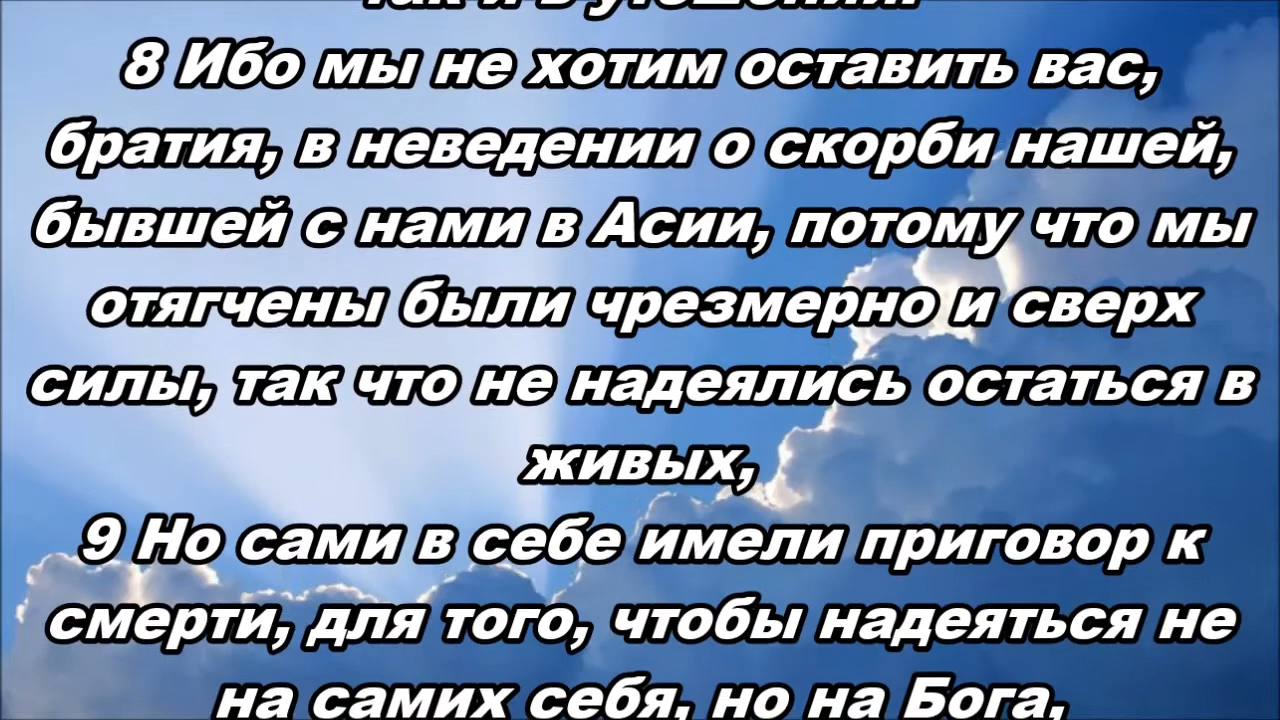 так и в утешении.
8 Ибо мы не хотим оставить вас,
братия, в неведении о скорби нашей,
бывшей с нами в Асии, потому что мы
отягчены были чрезмерно и сверх
силы, так что не надеялись остаться в
живых,
9 Но сами в себе имели приговор к
смерти, для того, чтобы надеяться не
на самих себя, но на Бога,